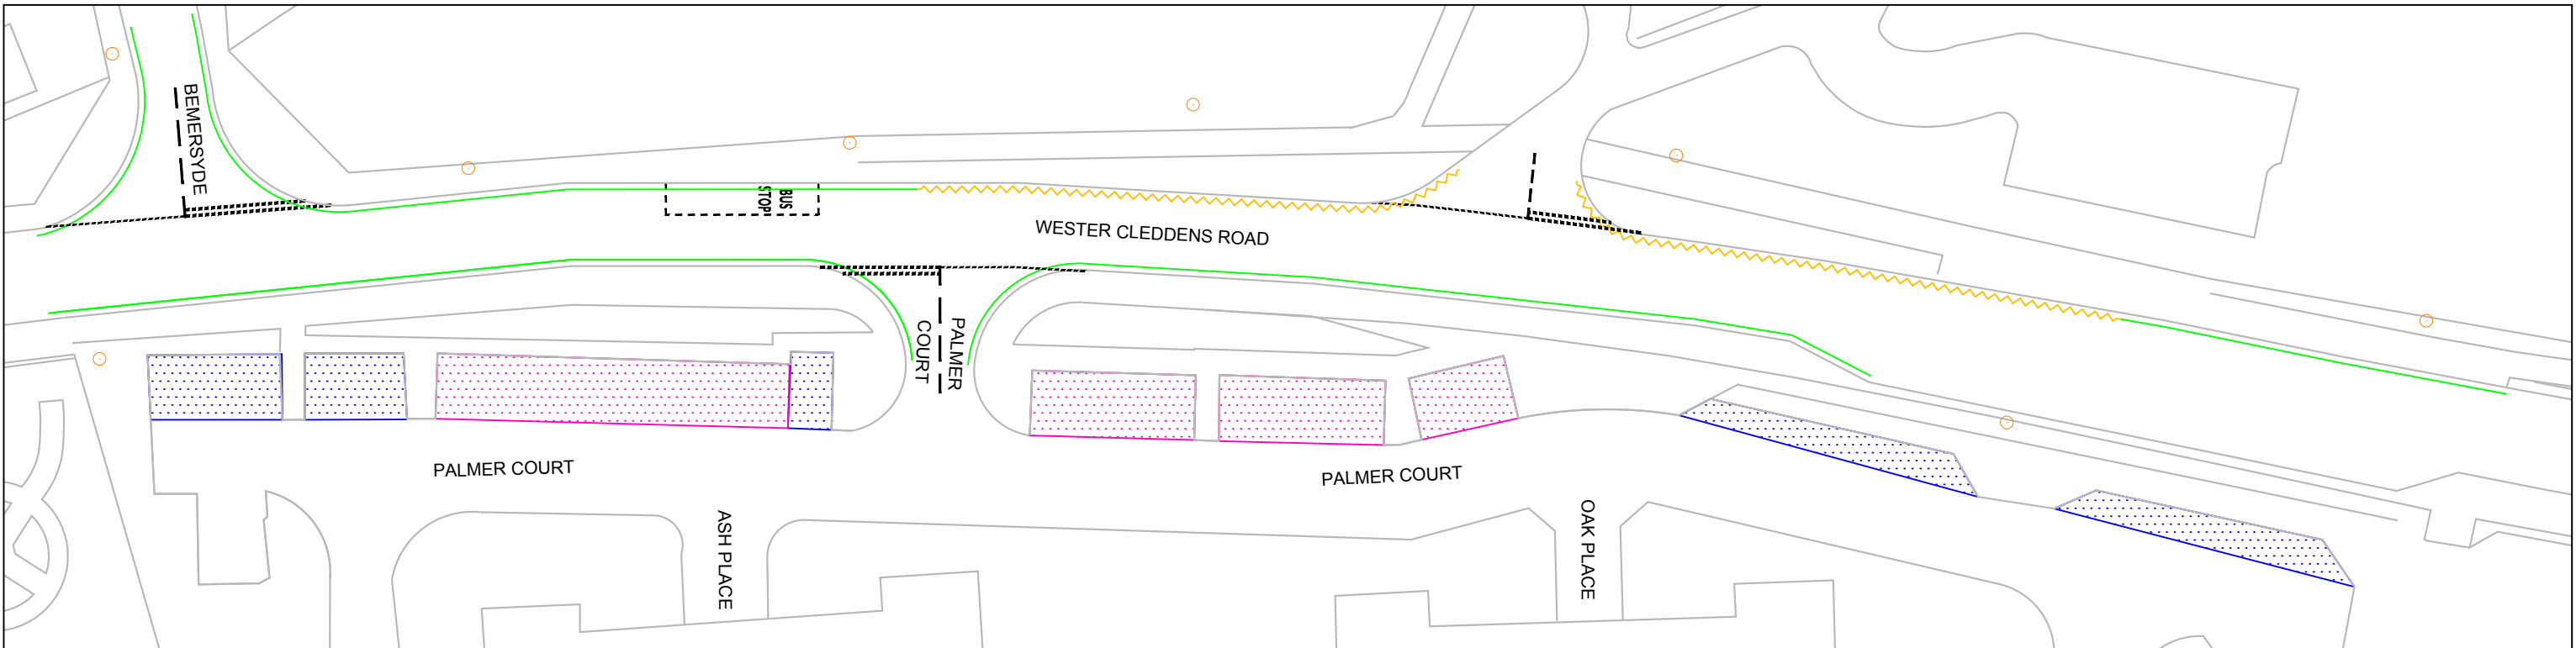 BEMERSYDE
BUS
STOP
WESTER CLEDDENS ROAD
PALMER
COURT
PALMER COURT
PALMER COURT
ASH PLACE
OAK PLACE